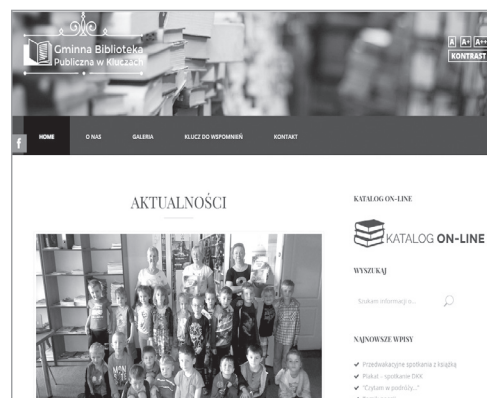 Gminna Biblioteka
Publiczna w Kluczach
A A+ A++
KONTRAST
f
HOME O NAS GALERIA KLUCZ DO WSPOMNIEŃ KONTAKT
AKTUALNOŚCI
KATALOG ON-LINE
KATALOG ON-LINE
WYSZUKAJ
Szukam informacji o...
NAJNOWSZE WPISY
Przedwakacyjne spotkania z książką
Plakat – spotkanie DKK
"Czytam w podróży..."